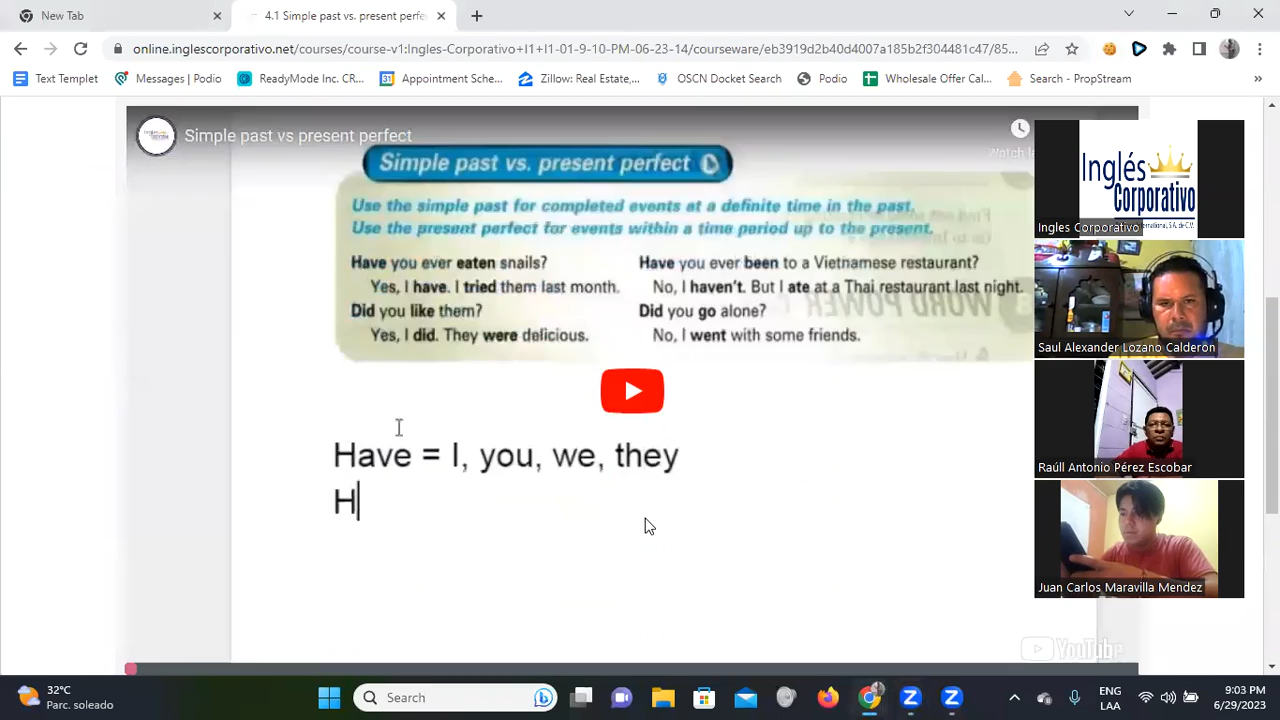 New Tab
4.1 Simple past vs. present perfe
online.inglescorporativo.net/courses/course-v1:Ingles-Corporativo+I1+I1-01-9-10-PM-06-23-14/courseware/eb3919d2b40d4007a185b2f304481c47/85...
Text Templet
Messages | Podio
ReadyMode Inc. CR...
Appointment Sche...
Zillow: Real Estate,...
OSCN Docket Search
Podio
Wholesale Offer Cal...
Search - PropStream
»
Simple past vs present perfect
Watch la
Simple past vs. present perfect
Use the simple past for completed events at a definite time in the past.
Use the present perfect for events within a time period up to the present.
Have you ever eaten snails?
Yes, I have. I tried them last month.
Did you like them?
Yes, I did. They were delicious.
Have you ever been to a Vietnamese restaurant?
No, I haven't. But I ate at a Thai restaurant last night.
Did you go alone?
No, I went with some friends.
Have = I, you, we, they
H
YouTube
Inglés
Corporativo
International, S.A. de C.V.
Ingles Corporativo
Saul Alexander Lozano Calderón
Raúl Antonio Pérez Escobar
Juan Carlos Maravilla Mendez
32°C
Parc. soleado
Search
ENG
LAA
9:03 PM
6/29/2023